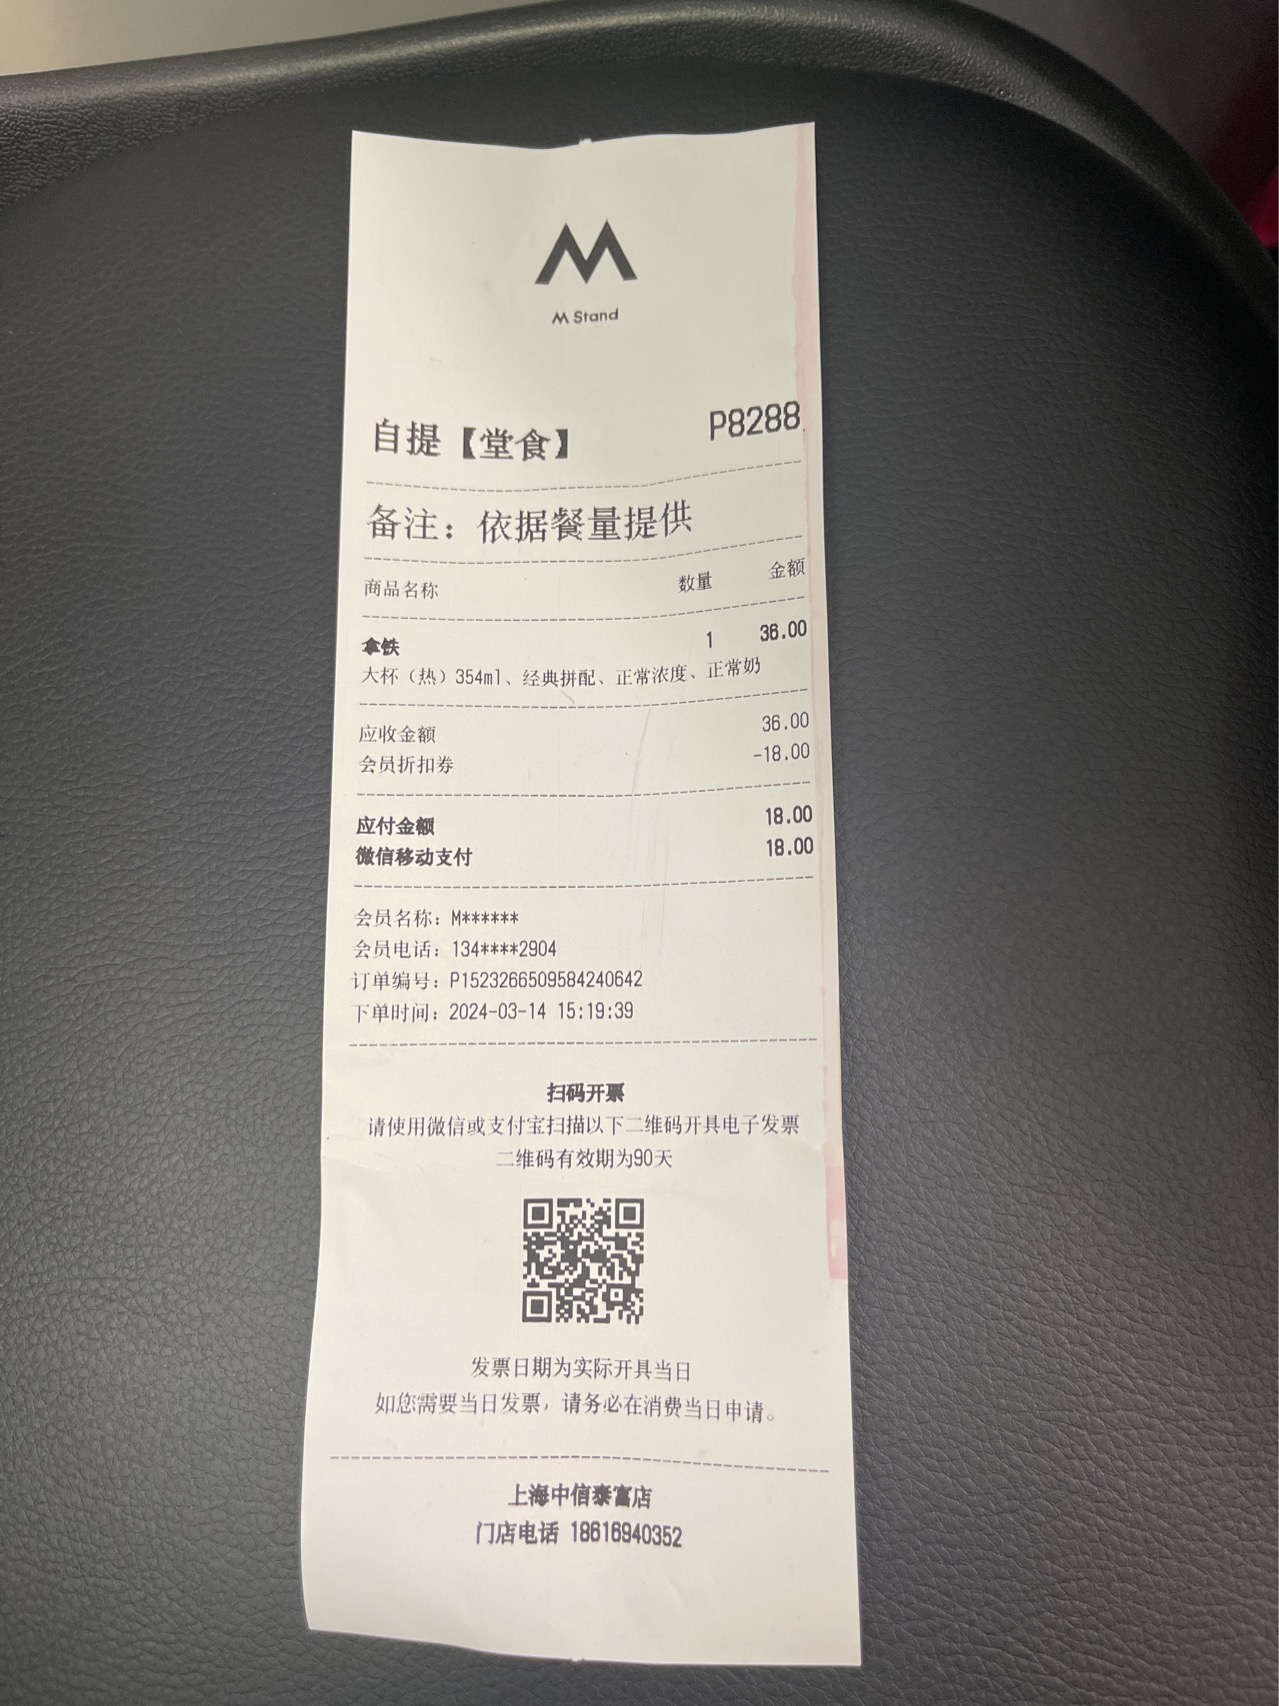 M Stand
自提【堂食】 P8288
备注：依据餐量提供
商品名称 数量 金额
拿铁 1 36.00
大杯（热）354ml、经典拼配、正常浓度、正常奶
应收金额 36.00
会员折扣券 -18.00
应付金额 18.00
微信移动支付 18.00
会员名称：M******
会员电话：134****2904
订单编号：P1523266509584240642
下单时间：2024-03-14 15:19:39
扫码开票
请使用微信或支付宝扫描以下二维码开具电子发票
二维码有效期为90天
发票日期为实际开具当日
如您需要当日发票，请务必在消费当日申请。
上海中信泰富店
门店电话 18616940352